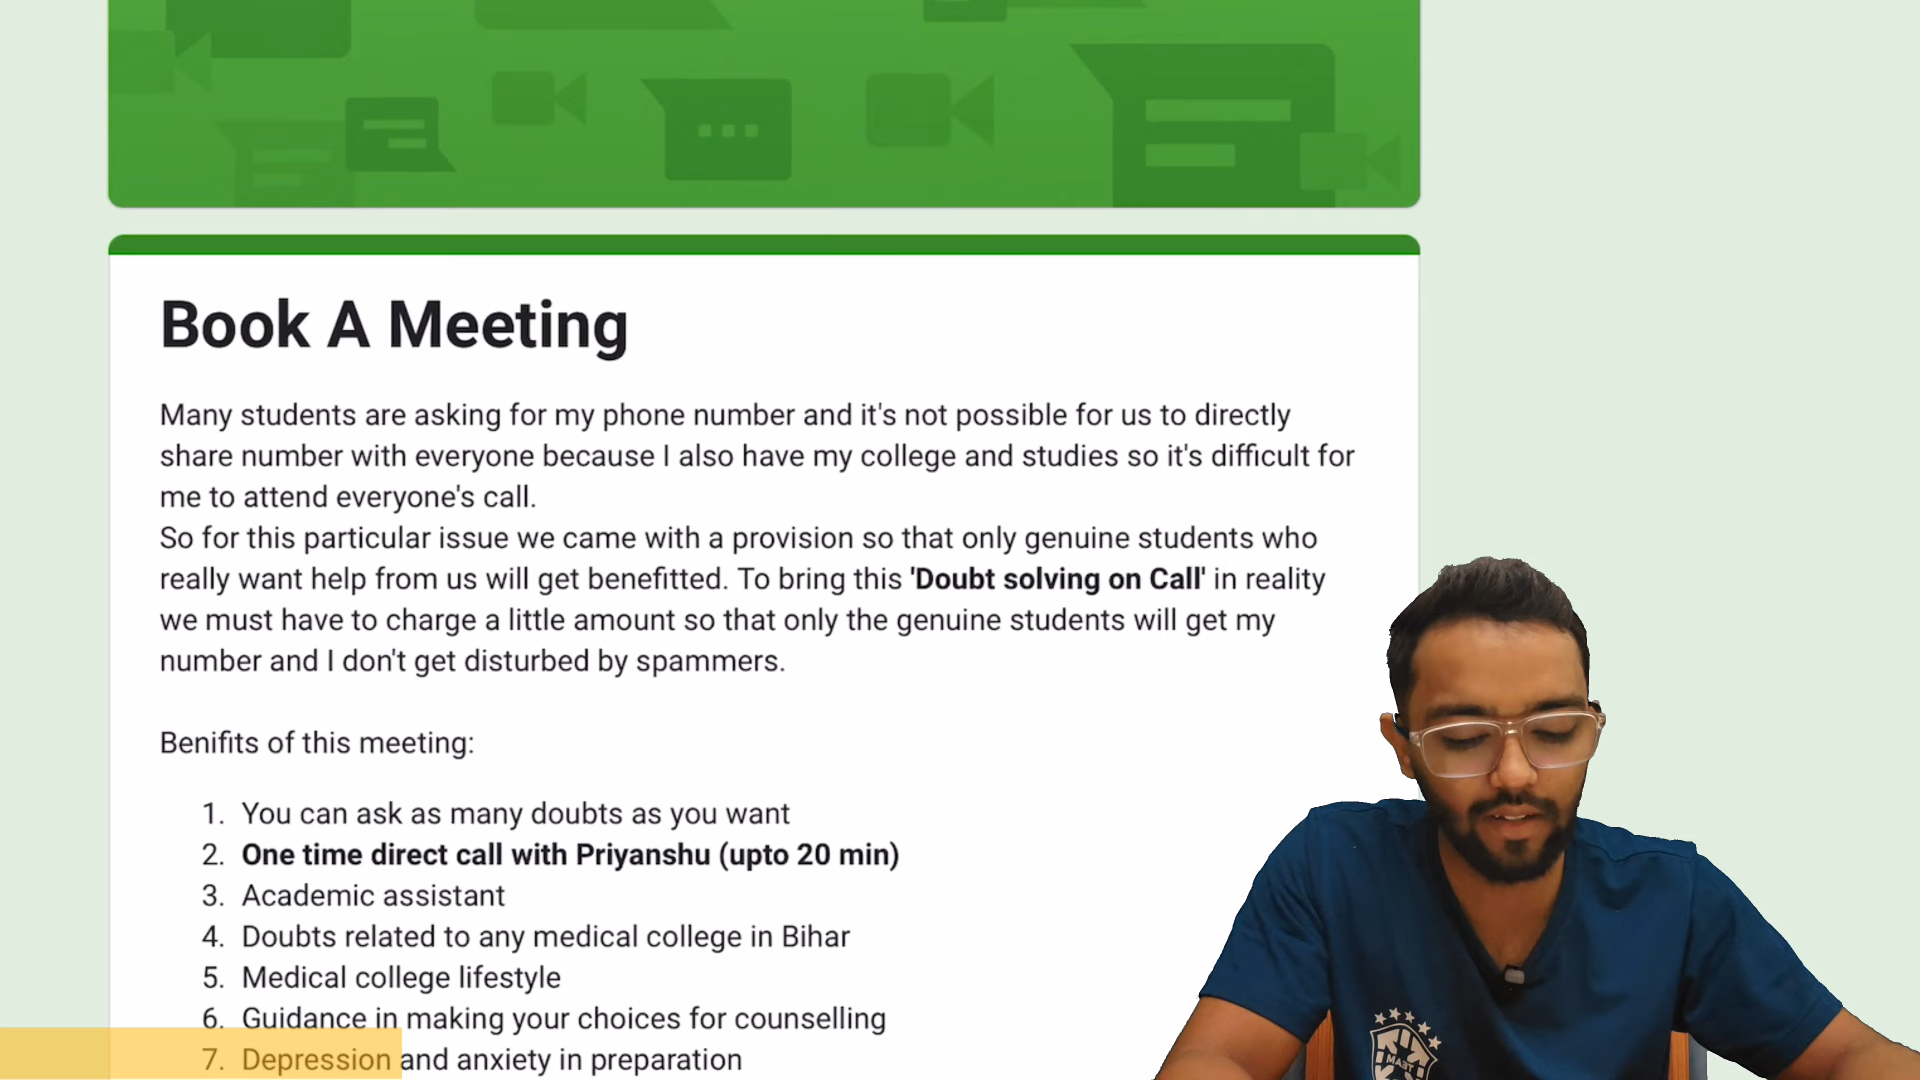 Book A Meeting
Many students are asking for my phone number and it's not possible for us to directly
share number with everyone because I also have my college and studies so it's difficult for
me to attend everyone's call.
So for this particular issue we came with a provision so that only genuine students who
really want help from us will get benefitted. To bring this 'Doubt solving on Call' in reality
we must have to charge a little amount so that only the genuine students will get my
number and I don't get disturbed by spammers.
Benifits of this meeting:
1. You can ask as many doubts as you want
2. One time direct call with Priyanshu (upto 20 min)
3. Academic assistant
4. Doubts related to any medical college in Bihar
5. Medical college lifestyle
6. Guidance in making your choices for counselling
7. Depression and anxiety in preparation